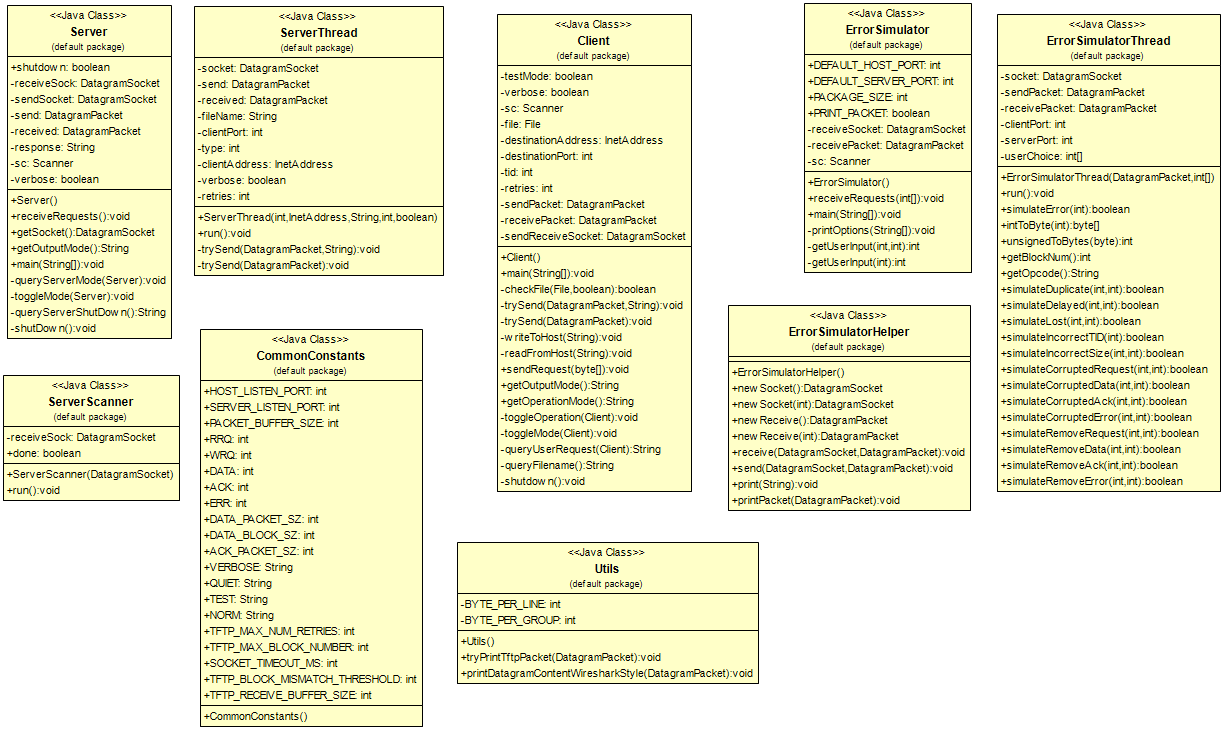 <<Java Class>>
Server
(default package)
+shutdown: boolean
-receiveSock: DatagramSocket
-sendSocket: DatagramSocket
-send: DatagramPacket
-received: DatagramPacket
-response: String
-sc: Scanner
-verbose: boolean
+Server()
+receiveRequests():void
+getSocket():DatagramSocket
+getOutputMode():String
+main(String[]):void
-queryServerMode(Server):void
-toggleMode(Server):void
-queryServerShutDown():String
-shutDown():void
<<Java Class>>
ServerThread
(default package)
-socket: DatagramSocket
-send: DatagramPacket
-received: DatagramPacket
-fileName: String
-clientPort: int
-type: int
-clientAddress: InetAddress
-verbose: boolean
-retries: int
+ServerThread(int,InetAddress,String,int,boolean)
+run():void
-trySend(DatagramPacket,String):void
-trySend(DatagramPacket):void
<<Java Class>>
Client
(default package)
-testMode: boolean
-verbose: boolean
-sc: Scanner
-file: File
-destinationAddress: InetAddress
-destinationPort: int
-tid: int
-retries: int
-sendPacket: DatagramPacket
-receivePacket: DatagramPacket
-sendReceiveSocket: DatagramSocket
+Client()
+main(String[]):void
-checkFile(File,boolean):boolean
-trySend(DatagramPacket,String):void
-trySend(DatagramPacket):void
-writeToHost(String):void
-readFromHost(String):void
+sendRequest(byte[]):void
+getOutputMode():String
+getOperationMode():String
-toggleOperation(Client):void
-toggleMode(Client):void
-queryUserRequest(Client):String
-queryFilename():String
-shutdown():void
<<Java Class>>
ErrorSimulator
(default package)
+DEFAULT_HOST_PORT: int
+DEFAULT_SERVER_PORT: int
+PACKAGE_SIZE: int
+PRINT_PACKET: boolean
-receiveSocket: DatagramSocket
-receivePacket: DatagramPacket
-sc: Scanner
+ErrorSimulator()
+receiveRequests(int[]):void
+main(String[]):void
-printOptions(String[]):void
-getUserInput(int,int):int
-getUserInput(int):int
<<Java Class>>
ErrorSimulatorThread
(default package)
-socket: DatagramSocket
-sendPacket: DatagramPacket
-receivePacket: DatagramPacket
-clientPort: int
-serverPort: int
-userChoice: int[]
+ErrorSimulatorThread(DatagramPacket,int[])
+run():void
+simulateError(int):boolean
+intToByte(int):byte[]
+unsignedToBytes(byte):int
+getBlockNum():int
+getOpcode():String
+simulateDuplicate(int,int):boolean
+simulateDelayed(int,int):boolean
+simulateLost(int,int):boolean
+simulateIncorrectTID(int,int):boolean
+simulateIncorrectSize(int,int):boolean
+simulateCorruptedRequest(int,int):boolean
+simulateCorruptedData(int,int):boolean
+simulateCorruptedAck(int,int):boolean
+simulateCorruptedError(int,int):boolean
+simulateRemoveRequest(int,int):boolean
+simulateRemoveData(int,int):boolean
+simulateRemoveAck(int,int):boolean
+simulateRemoveError(int,int):boolean
<<Java Class>>
ServerScanner
(default package)
-receiveSock: DatagramSocket
+done: boolean
+ServerScanner(DatagramSocket)
+run():void
<<Java Class>>
CommonConstants
(default package)
+HOST_LISTEN_PORT: int
+SERVER_LISTEN_PORT: int
+PACKET_BUFFER_SIZE: int
+RRQ: int
+WRQ: int
+DATA: int
+ACK: int
+ERR: int
+DATA_PACKET_SZ: int
+DATA_BLOCK_SZ: int
+ACK_PACKET_SZ: int
+VERBOSE: String
+QUIET: String
+TEST: String
+NORM: String
+TFTP_MAX_NUM_RETRIES: int
+TFTP_MAX_BLOCK_NUMBER: int
+SOCKET_TIMEOUT_MS: int
+TFTP_BLOCK_MISMATCH_THRESHOLD: int
+TFTP_RECEIVE_BUFFER_SIZE: int
+CommonConstants()
<<Java Class>>
ErrorSimulatorHelper
(default package)
+ErrorSimulatorHelper()
+newSocket():DatagramSocket
+newSocket(int):DatagramSocket
+newReceive():DatagramPacket
+newReceive(int):DatagramPacket
+receive(DatagramSocket,DatagramPacket):void
+send(DatagramSocket,DatagramPacket):void
+print(String):void
+printPacket(DatagramPacket):void
<<Java Class>>
Utils
(default package)
-BYTE_PER_LINE: int
-BYTE_PER_GROUP: int
+Utils()
+tryPrintTftpPacket(DatagramPacket):void
+printDatagramContentWiresharkStyle(DatagramPacket):void